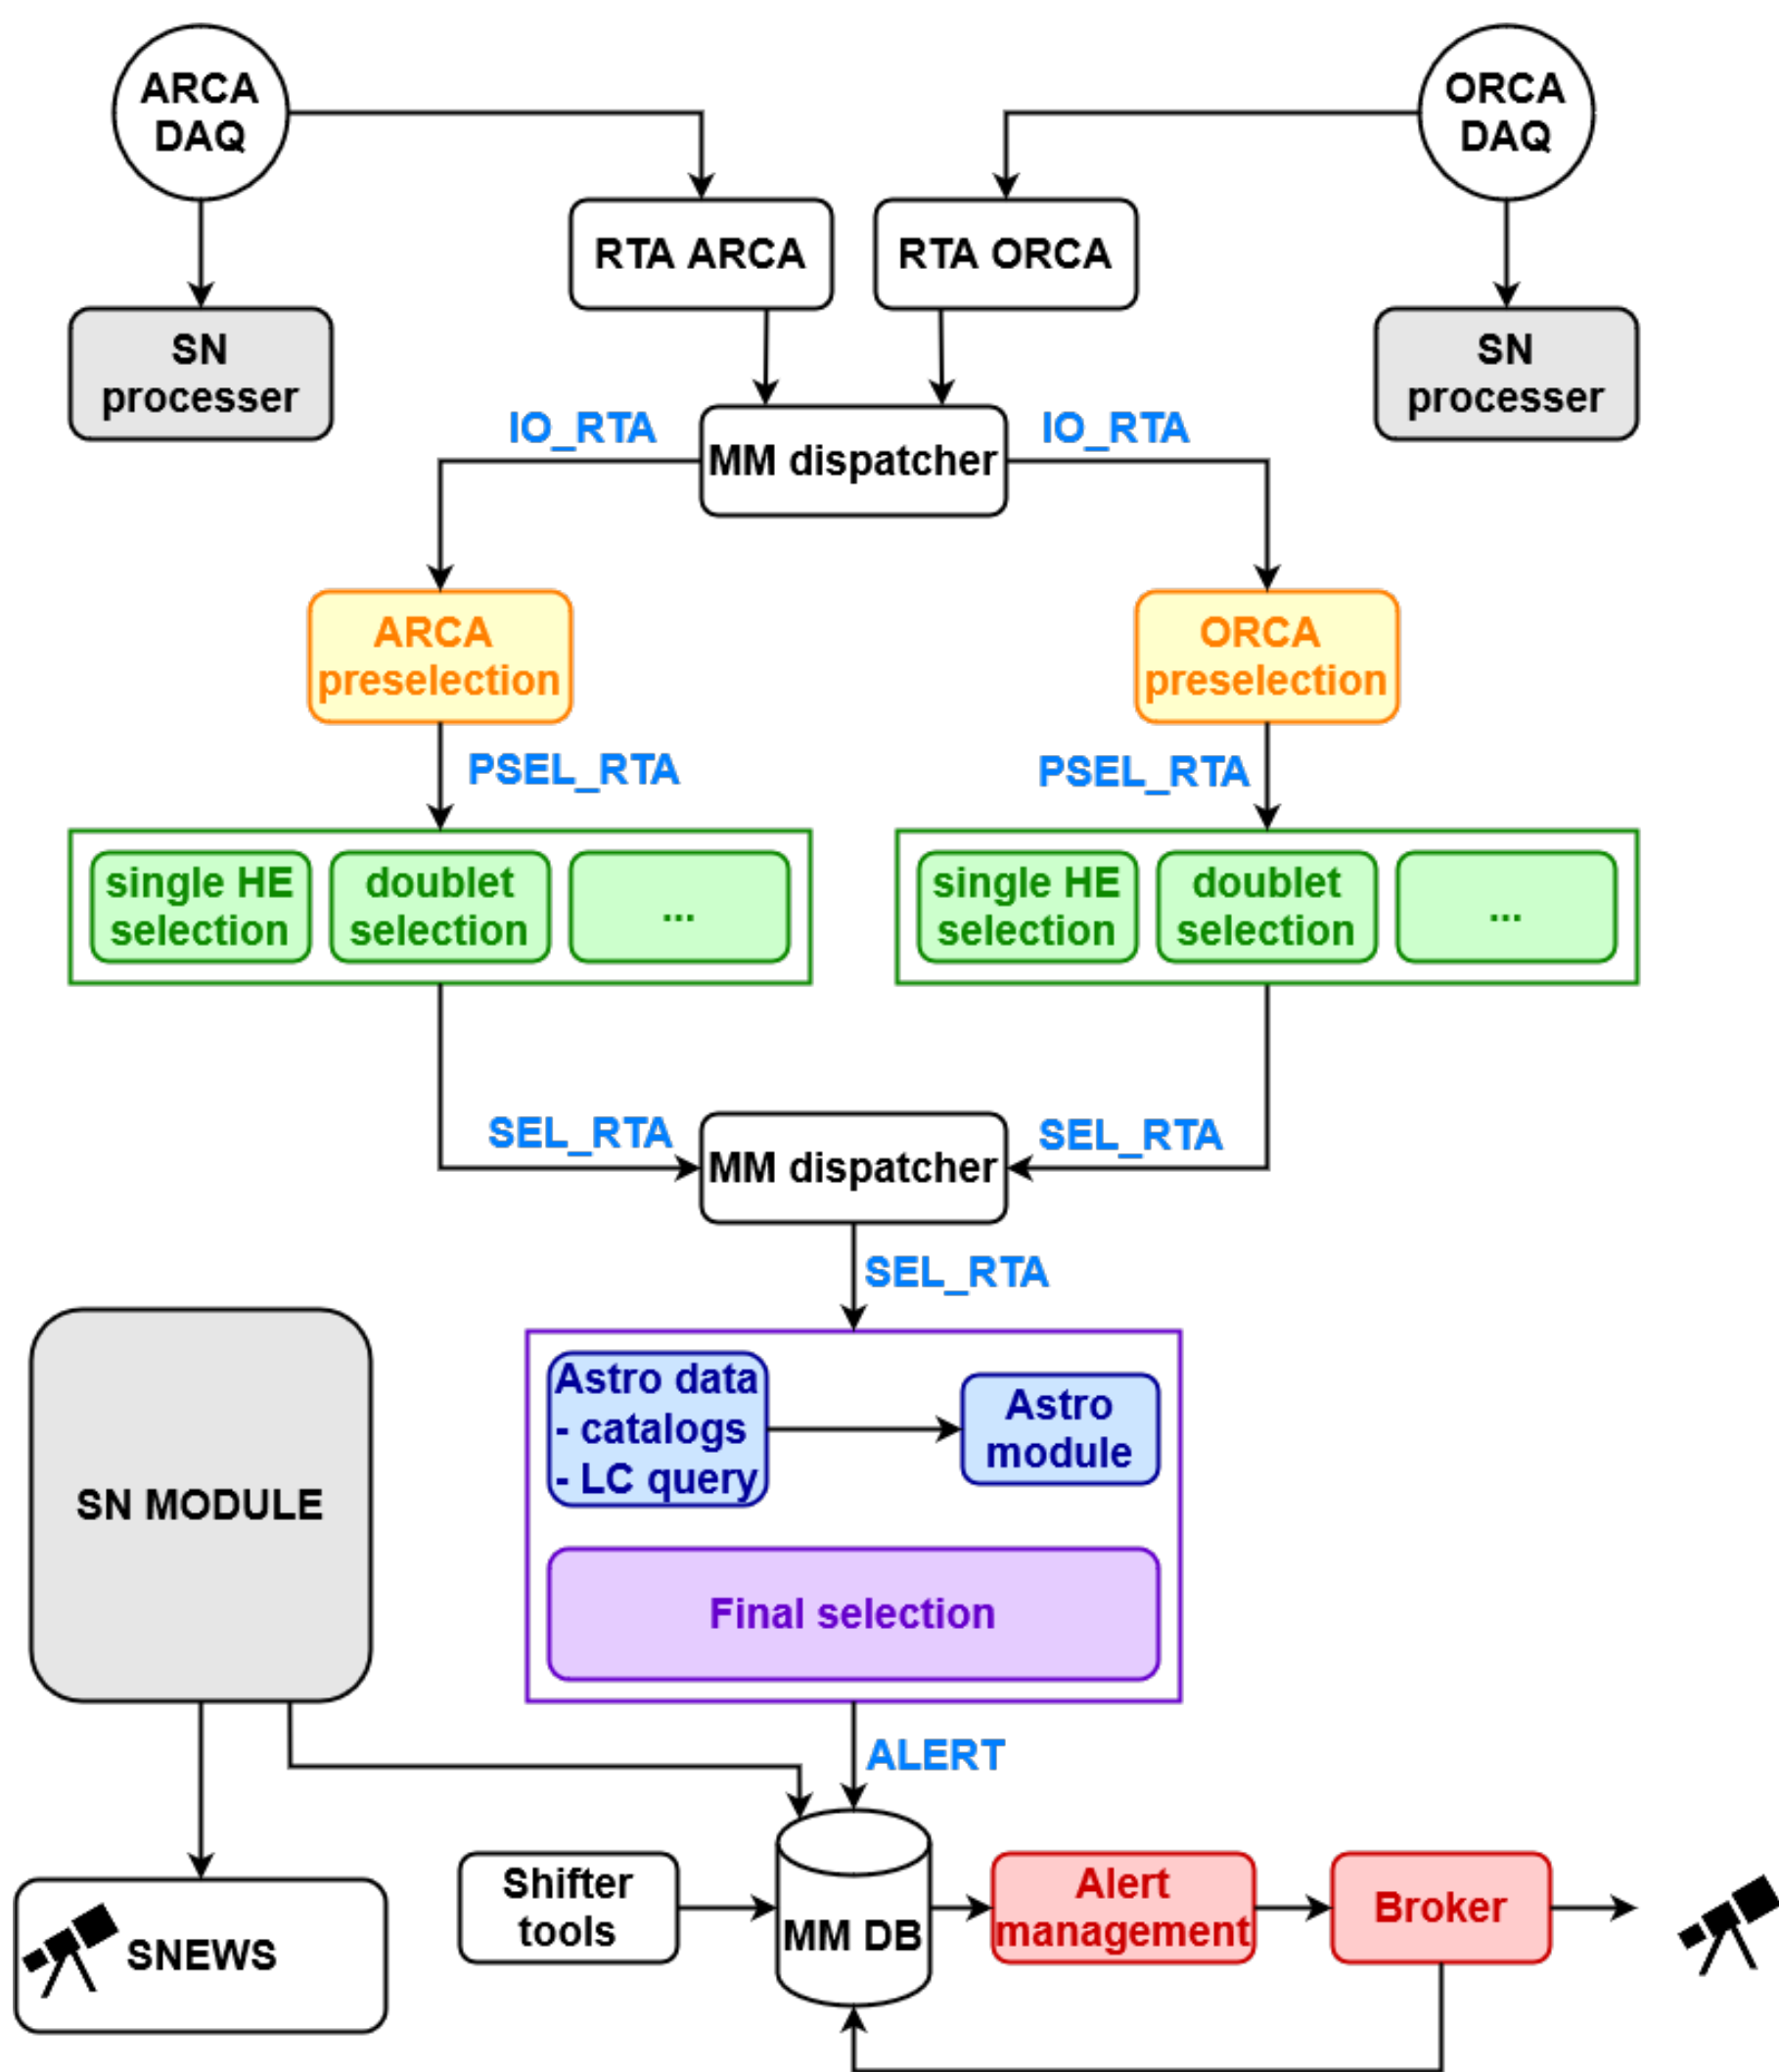 ARCA
DAQ
ORCA
DAQ
RTA ARCA
RTA ORCA
SN
processer
SN
processer
IO_RTA
MM dispatcher
IO_RTA
ARCA
preselection
ORCA
preselection
PSEL_RTA
PSEL_RTA
single HE
selection
doublet
selection
...
single HE
selection
doublet
selection
...
SEL_RTA
MM dispatcher
SEL_RTA
SEL_RTA
SN MODULE
Astro data
- catalogs
- LC query
Astro
module
Final selection
ALERT
SNEWS
Shifter
tools
MM DB
Alert
management
Broker